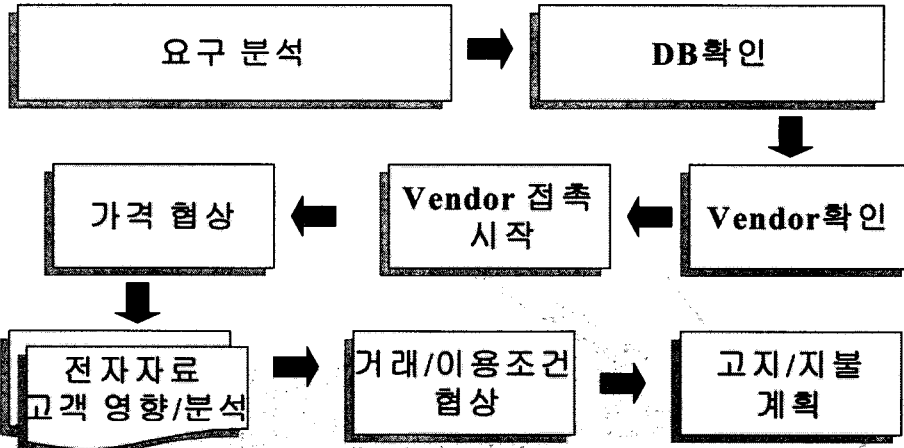 요구 분석
DB확인
Vendor확인
Vendor 접촉
시작
가격 협상
전자자료
고객 영향/분석
거래/이용조건
협상
고지/지불
계획